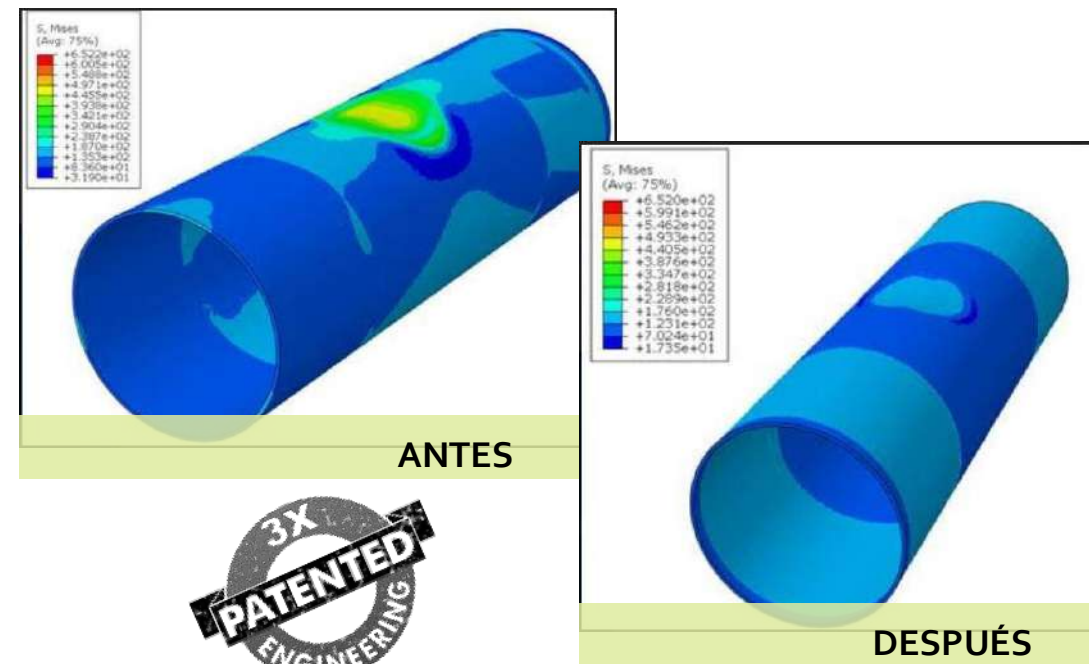 S, Mises
(Avg: 75%)
+6.522e+02
+6.005e+02
+5.488e+02
+4.971e+02
+4.455e+02
+3.938e+02
+3.421e+02
+2.904e+02
+2.387e+02
+1.870e+02
+1.353e+02
+8.360e+01
+3.190e+01
ANTES
S, Mises
(Avg: 75%)
+6.520e+02
+5.991e+02
+5.462e+02
+4.933e+02
+4.405e+02
+3.876e+02
+3.347e+02
+2.818e+02
+2.289e+02
+1.760e+02
+1.231e+02
+7.024e+01
+1.735e+01
DESPUÉS
3X
PATENTED
ENGINEERING